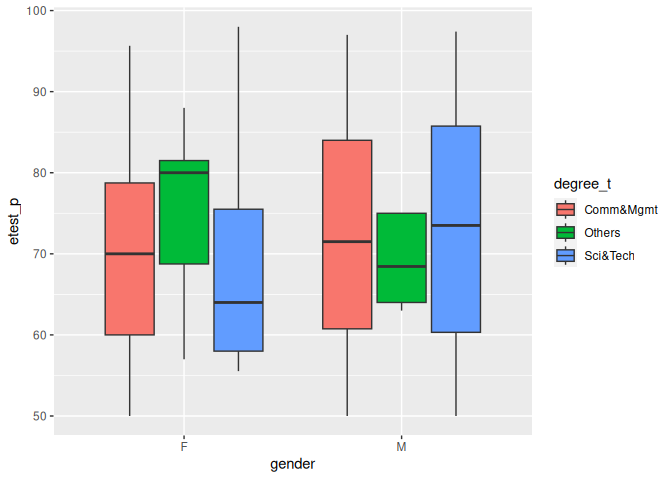 100
90
80
70
60
50
etest_p
F
M
gender
degree_t
Comm&Mgmt
Others
Sci&Tech